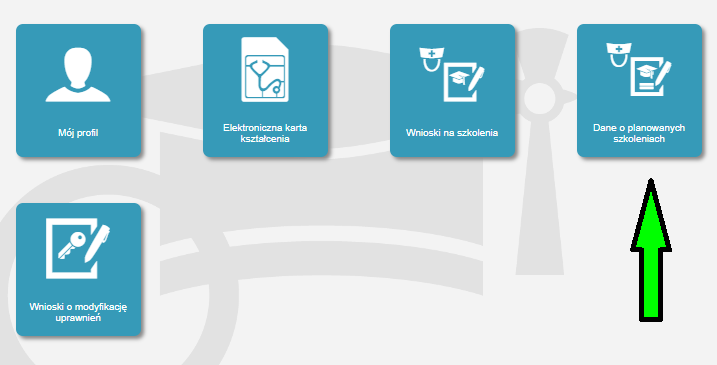 Mój profil
Elektroniczna karta
kształcenia
Wnioski na szkolenia
Dane o planowanych
szkoleniach
Wnioski o modyfikację
uprawnień